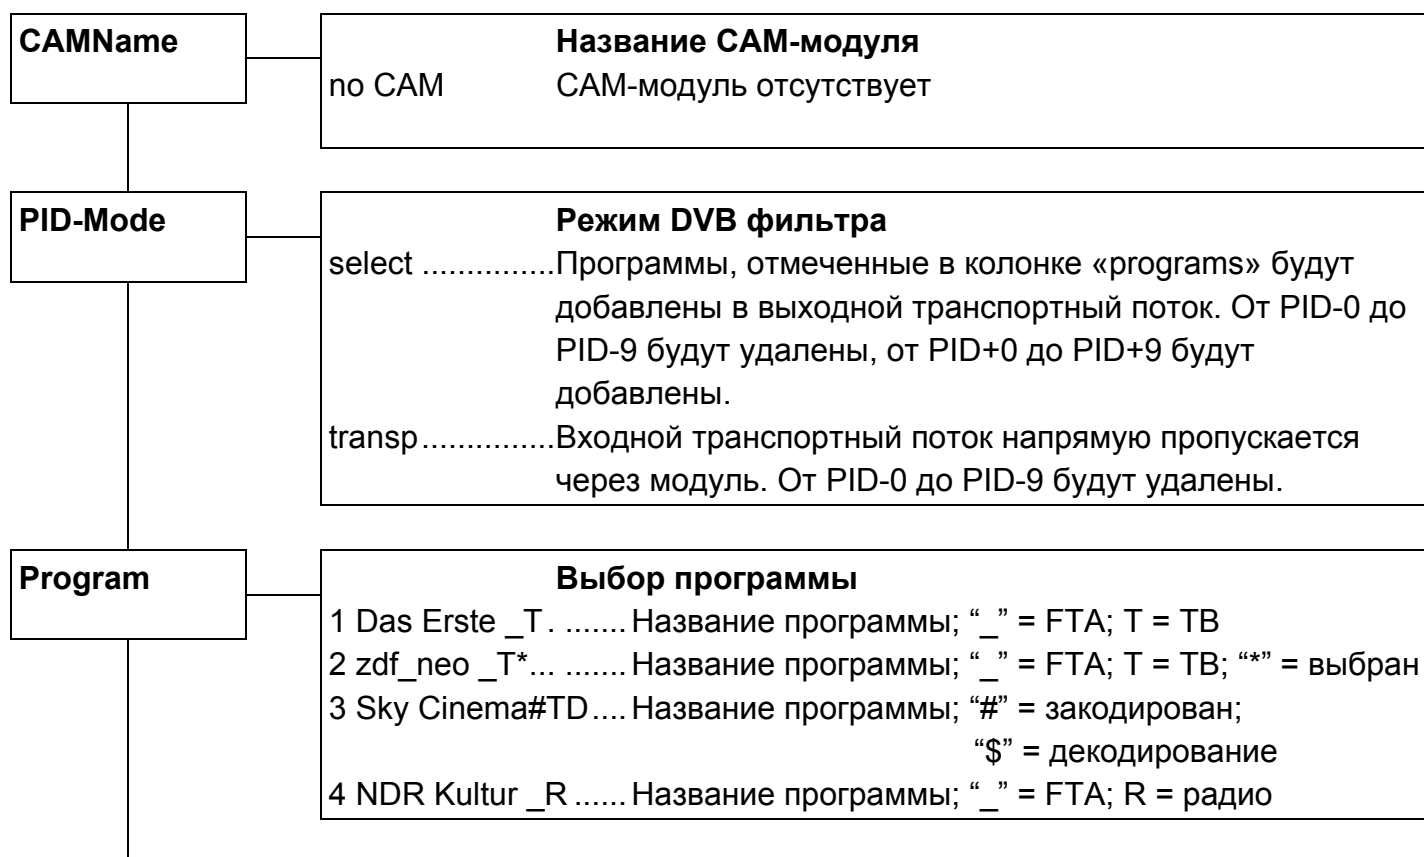 CAMName
Название CAM-модуля
no CAM САМ-модуль отсутствует
PID-Mode
Режим DVB фильтра
select ...............Программы, отмеченные в колонке «programs» будут
добавлены в выходной транспортный поток. От PID-0 до
PID-9 будут удалены, от PID+0 до PID+9 будут
добавлены.
transp...............Входной транспортный поток напрямую пропускается
через модуль. От PID-0 до PID-9 будут удалены.
Program
Выбор программы
1 Das Erste _T. .......Название программы; “_” = FTA; T = ТВ
2 zdf_neo _T*... .......Название программы; “_” = FTA; T = ТВ; “*” = выбран
3 Sky Cinema#TD....Название программы; “#” = закодирован;
“$” = декодирование
4 NDR Kultur _R ......Название программы; “_” = FTA; R = радио